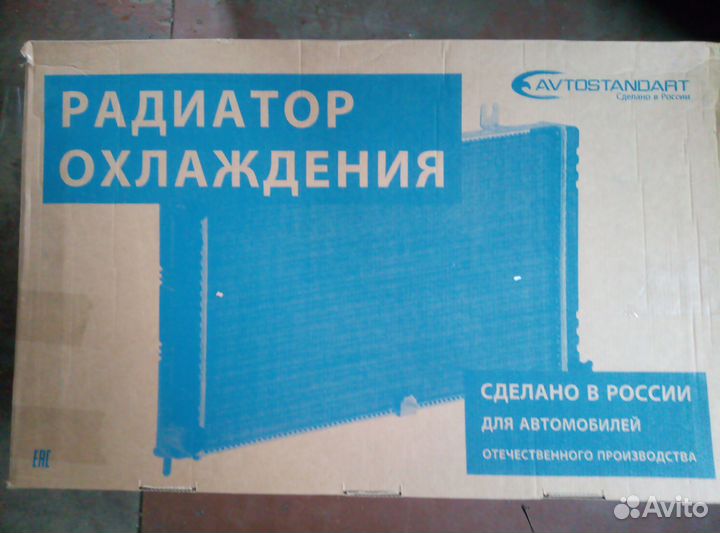 РАДИАТОР
ОХЛАЖДЕНИЯ
AVTOSTANDART
Сделано в России
СДЕЛАНО В РОССИИ
ДЛЯ АВТОМОБИЛЕЙ
ОТЕЧЕСТВЕННОГО ПРОИЗВОДСТВА
EAC
Avito